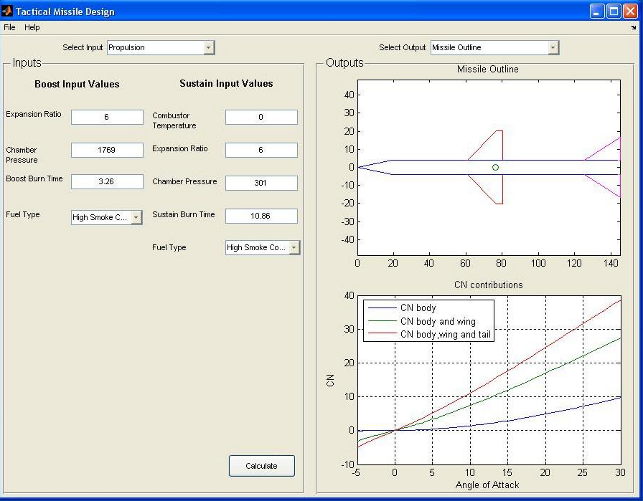 Tactical Missile Design
File Help
Select Input Propulsion
Select Output Missile Outline
Inputs
Boost Input Values
Sustain Input Values
Expansion Ratio 6
Combustor Temperature 0
Chamber Pressure 1769
Expansion Ratio 6
Boost Burn Time 3.26
Chamber Pressure 301
Fuel Type High Smoke C...
Sustain Burn Time 10.86
Fuel Type High Smoke Co...
Calculate
Outputs
Missile Outline
40
30
20
10
0
-10
-20
-30
-40
0 20 40 60 80 100 120 140
CN contributions
CN body
CN body and wing
CN body,wing and tail
CN
40
30
20
10
0
-10
-5 0 5 10 15 20 25 30
Angle of Attack